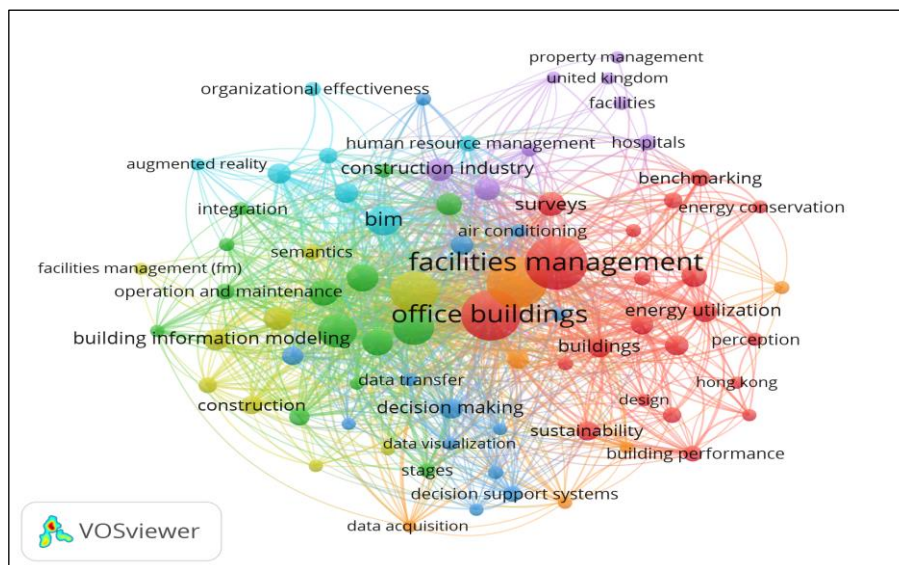 property management
united kingdom
organizational effectiveness
facilities
human resource management
hospitals
augmented reality
construction industry
benchmarking
integration
surveys
energy conservation
bim
air conditioning
semantics
facilities management
facilities management (fm)
operation and maintenance
office buildings
energy utilization
building information modeling
buildings
perception
data transfer
hong kong
construction
decision making
design
data visualization
sustainability
building performance
stages
decision support systems
data acquisition
VOSviewer